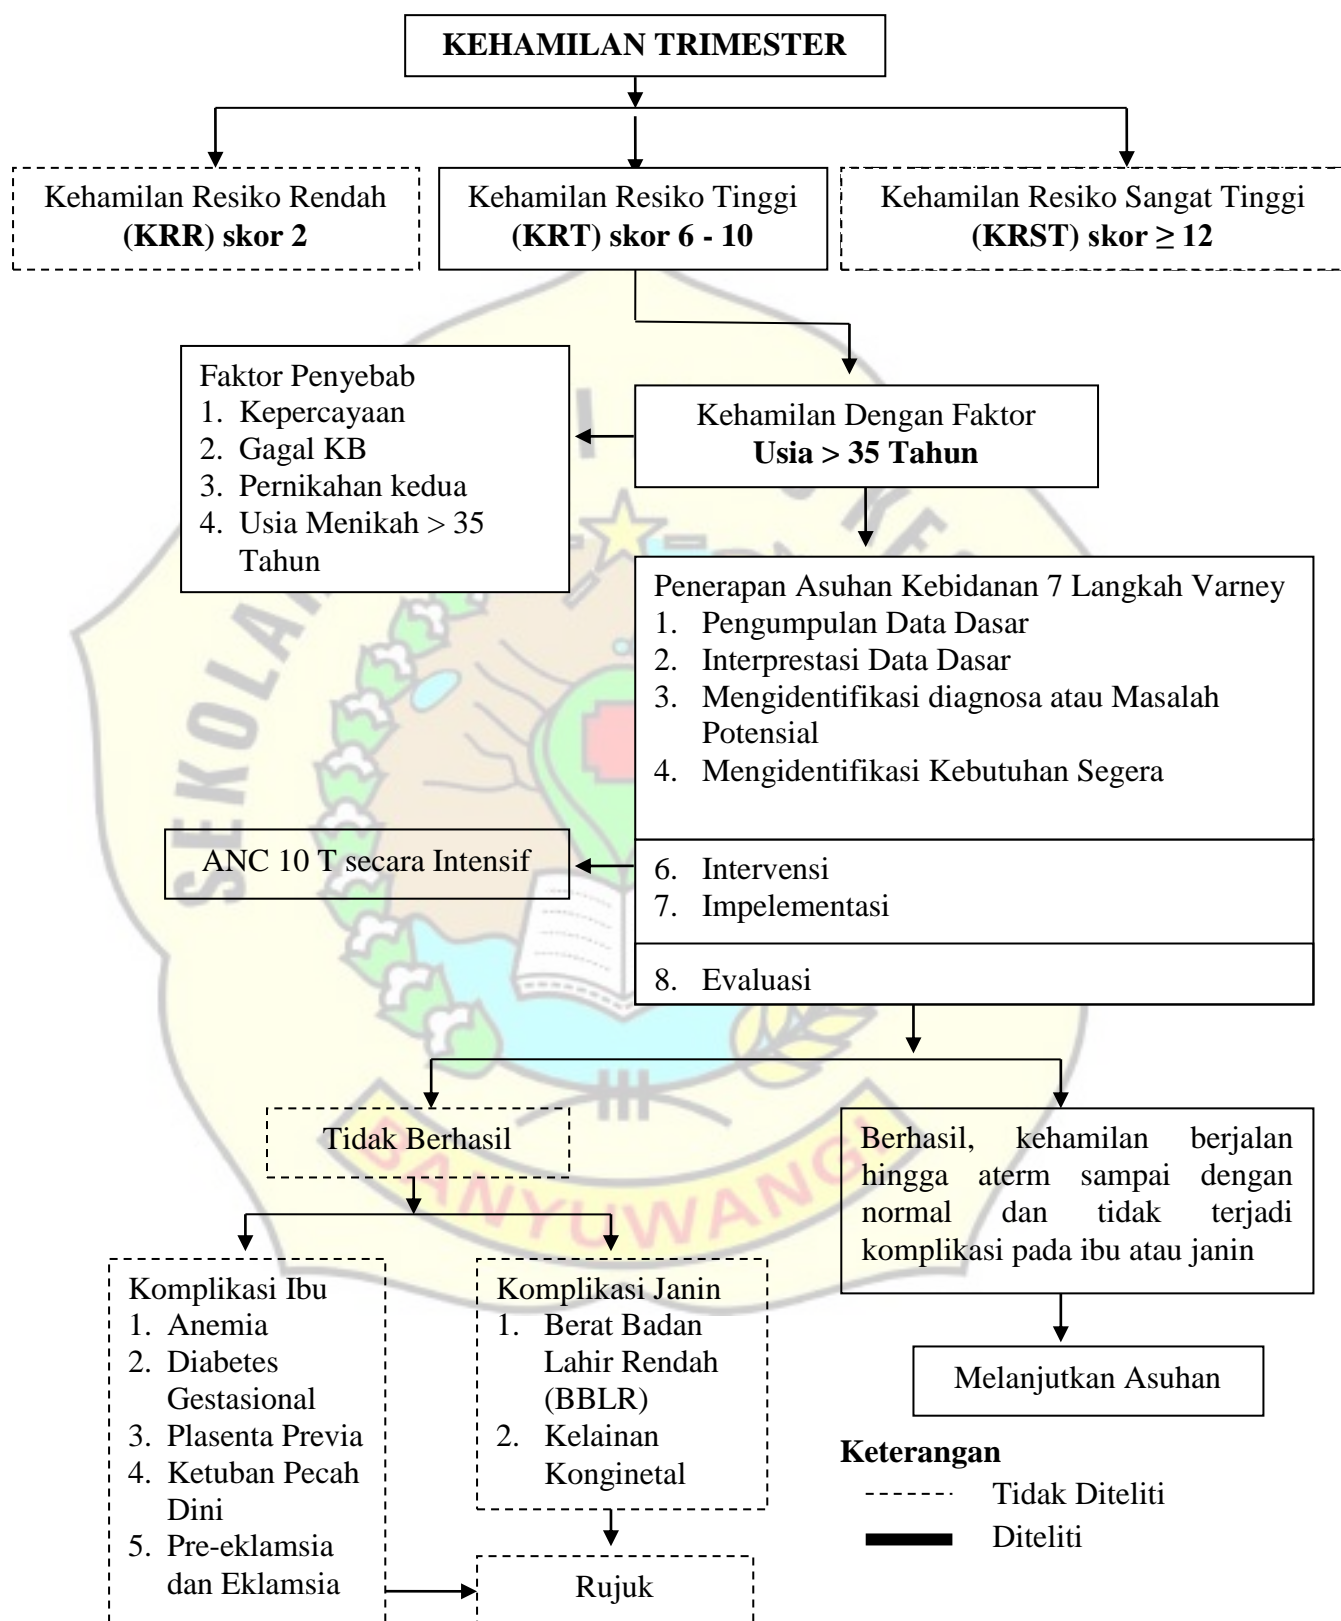 KEHAMILAN TRIMESTER
Kehamilan Resiko Rendah
(KRR) skor 2
Kehamilan Resiko Tinggi
(KRT) skor 6 - 10
Kehamilan Resiko Sangat Tinggi
(KRST) skor ≥ 12
Faktor Penyebab
1. Kepercayaan
2. Gagal KB
3. Pernikahan kedua
4. Usia Menikah > 35
Tahun
Kehamilan Dengan Faktor
Usia > 35 Tahun
Penerapan Asuhan Kebidanan 7 Langkah Varney
1. Pengumpulan Data Dasar
2. Interprestasi Data Dasar
3. Mengidentifikasi diagnosa atau Masalah
Potensial
4. Mengidentifikasi Kebutuhan Segera
ANC 10 T secara Intensif
6. Intervensi
7. Impelementasi
8. Evaluasi
Tidak Berhasil
Berhasil, kehamilan berjalan
hingga aterm sampai dengan
normal dan tidak terjadi
komplikasi pada ibu atau janin
Komplikasi Ibu
1. Anemia
2. Diabetes
Gestasional
3. Plasenta Previa
4. Ketuban Pecah
Dini
5. Pre-eklamsia
dan Eklamsia
Komplikasi Janin
1. Berat Badan
Lahir Rendah
(BBLR)
2. Kelainan
Konginetal
Melanjutkan Asuhan
Rujuk
Keterangan
Tidak Diteliti
Diteliti
BANYUWANGI